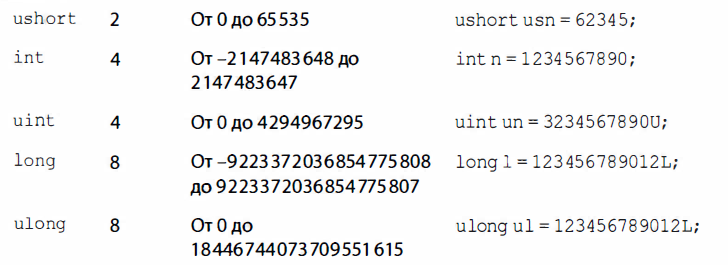 ushort 2 От 0 до 65535 ushort usn = 62345;
int 4 От –2147483648 до int n = 1234567890;
2147483647
uint 4 От 0 до 4294967295 uint un = 3234567890U;
long 8 От –9223372036854775808 long l = 123456789012L;
до 9223372036854775807
ulong 8 От 0 до ulong ul = 123456789012L;
18446744073709551615